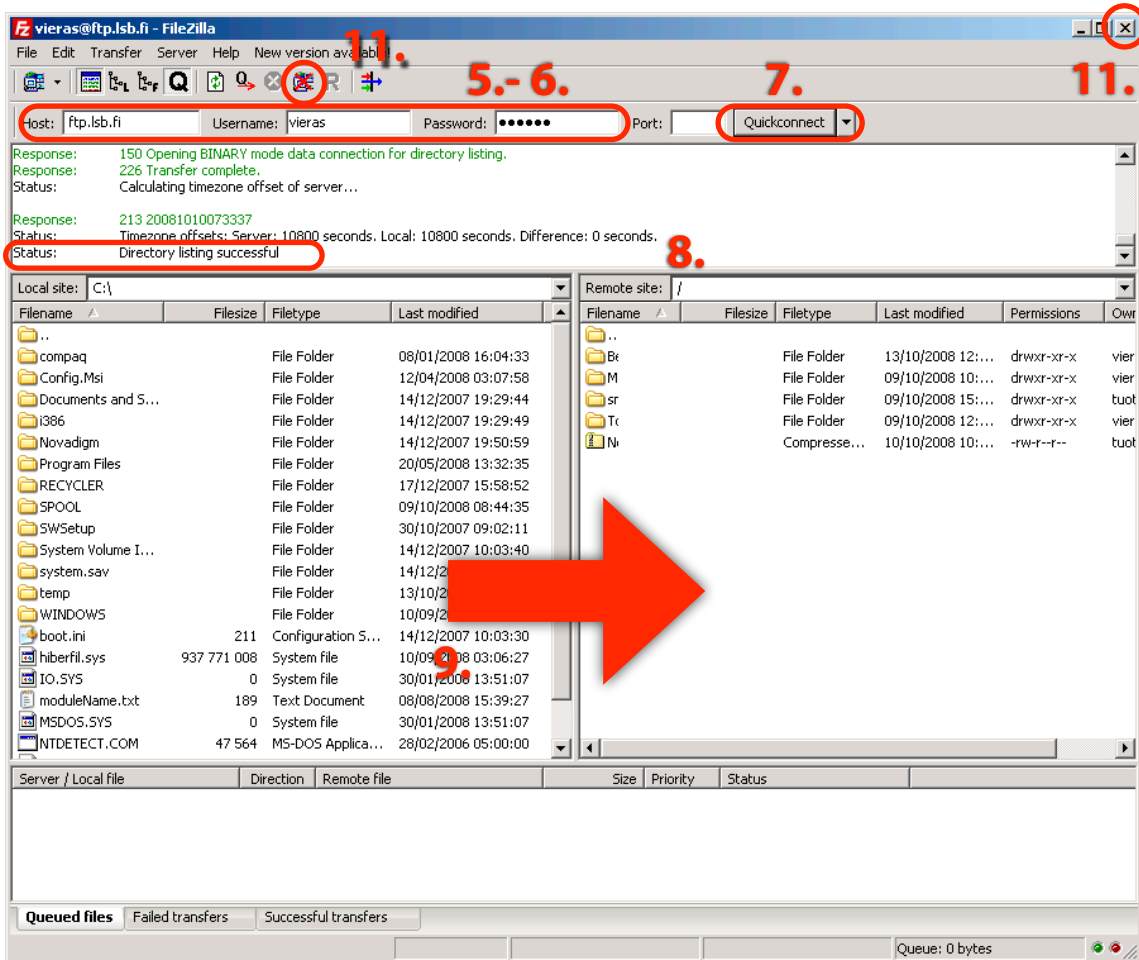 vieras@ftp.lsb.fi - FileZilla
File Edit Transfer Server Help New version available!
11.
5.- 6.
7.
11.
Host: ftp.lsb.fi Username: vieras Password: ●●●●●● Port: Quickconnect
Response: 150 Opening BINARY mode data connection for directory listing.
Response: 226 Transfer complete.
Status: Calculating timezone offset of server...
Response: 213 20081010073337
Status: Timezone offsets: Server: 10800 seconds. Local: 10800 seconds. Difference: 0 seconds.
Status: Directory listing successful
8.
Local site: C:\
Filename Filesize Filetype Last modified
..
compaq File Folder 08/01/2008 16:04:33
Config.Msi File Folder 12/04/2008 03:07:58
Documents and S... File Folder 14/12/2007 19:29:44
i386 File Folder 14/12/2007 19:29:49
Novadigm File Folder 14/12/2007 19:50:59
Program Files File Folder 20/05/2008 13:32:35
RECYCLER File Folder 17/12/2007 15:58:52
SPOOL File Folder 09/10/2008 08:44:35
SWSetup File Folder 30/10/2007 09:02:11
System Volume I... File Folder 14/12/2007 10:03:40
system.sav File Folder 14/12/2
temp File Folder 13/10/2
WINDOWS File Folder 10/09/2
boot.ini 211 Configuration S... 14/12/2007 10:03:30
hiberfil.sys 937 771 008 System file 10/09/2008 03:06:27
IO.SYS 0 System file 30/01/2008 13:51:07
moduleName.txt 189 Text Document 08/08/2008 15:39:27
MSDOS.SYS 0 System file 30/01/2008 13:51:07
NTDETECT.COM 47 564 MS-DOS Applica... 28/02/2006 05:00:00
9.
Remote site: /
Filename Filesize Filetype Last modified Permissions Owr
..
Be File Folder 13/10/2008 12:... drwxr-xr-x vier
M File Folder 09/10/2008 10:... drwxr-xr-x vier
sr File Folder 09/10/2008 15:... drwxr-xr-x tuot
To File Folder 09/10/2008 12:... drwxr-xr-x vier
Ne Compresse... 10/10/2008 10:... -rw-r--r-- tuot
Server / Local file Direction Remote file Size Priority Status
Queued files Failed transfers Successful transfers
Queue: 0 bytes